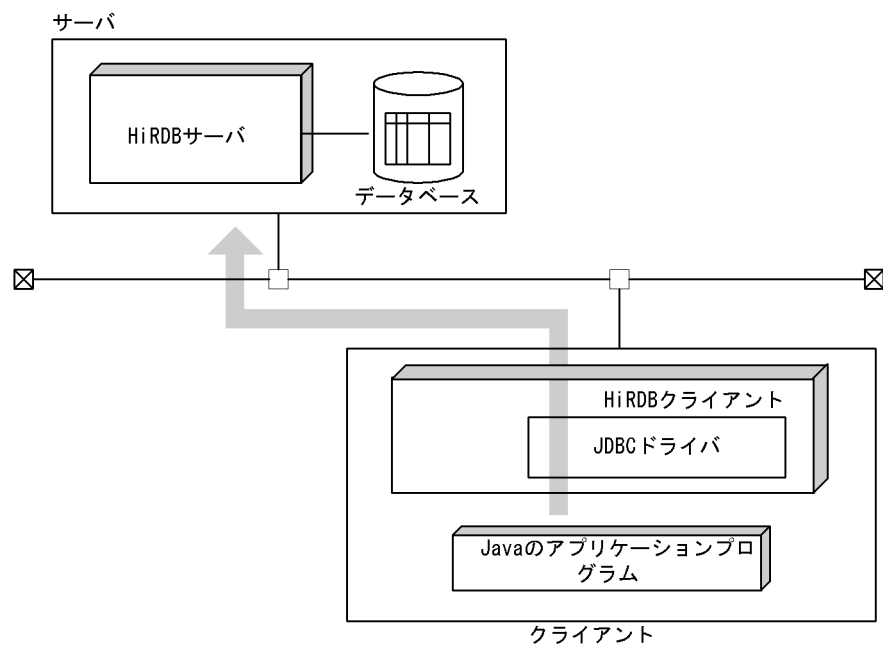 サーバ
HiRDBサーバ
データベース
HiRDBクライアント
JDBCドライバ
Javaのアプリケーションプロ
グラム
クライアント